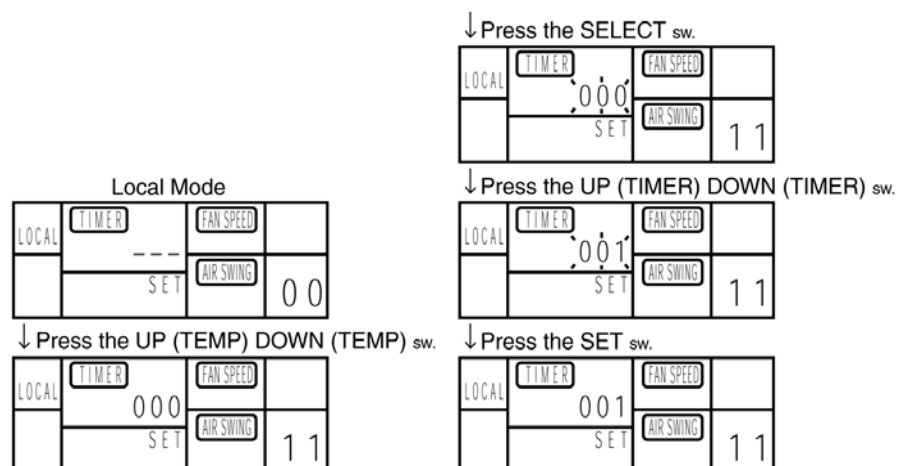 Local Mode
LOCAL TIMER FAN SPEED
---
SET AIR SWING 00
↓Press the UP (TEMP) DOWN (TEMP) sw.
LOCAL TIMER FAN SPEED
000
SET AIR SWING 11
↓Press the SELECT sw.
LOCAL TIMER FAN SPEED
000
SET AIR SWING 11
↓Press the UP (TIMER) DOWN (TIMER) sw.
LOCAL TIMER FAN SPEED
001
SET AIR SWING 11
↓Press the SET sw.
LOCAL TIMER FAN SPEED
001
SET AIR SWING 11